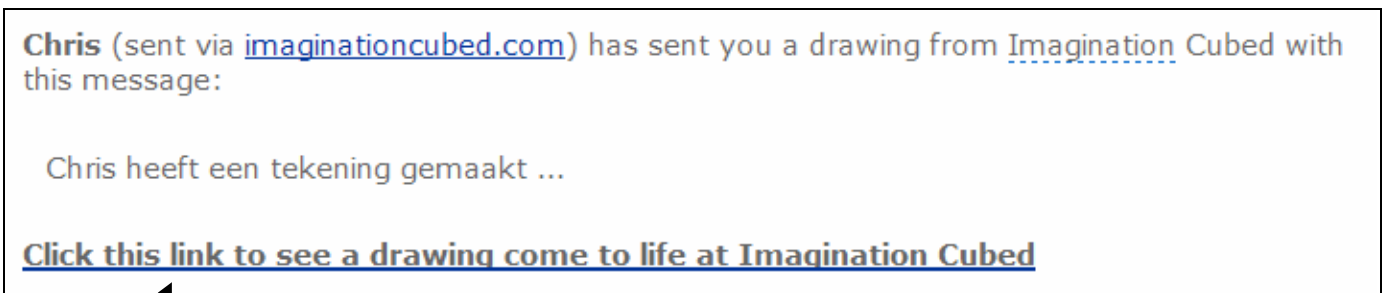 Chris (sent via imaginationcubed.com) has sent you a drawing from Imagination Cubed with
this message:
Chris heeft een tekening gemaakt ...
Click this link to see a drawing come to life at Imagination Cubed